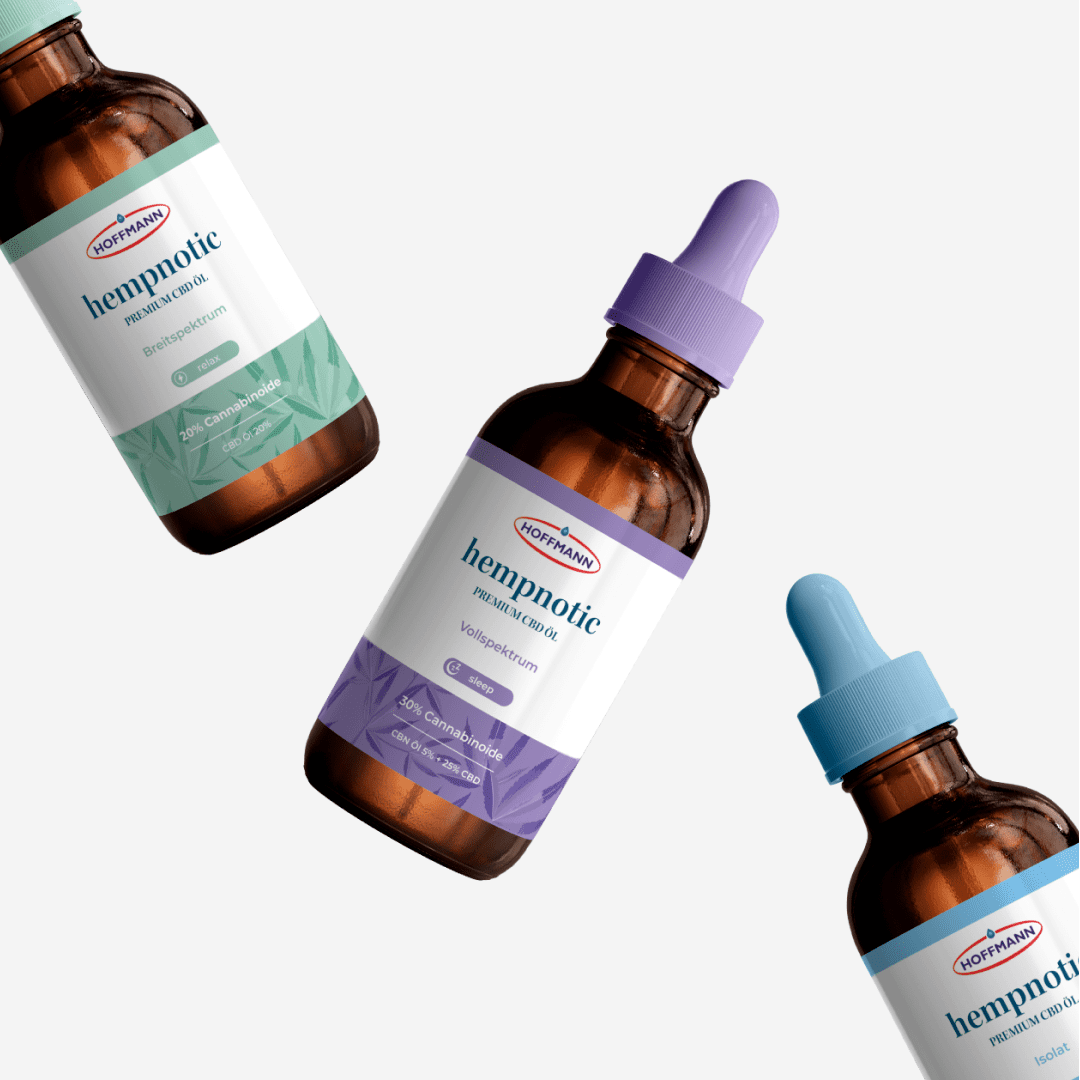 HOFFMANN
hempnotic
PREMIUM CBD ÖL
Breitspektrum
relax
20% Cannabinoide
CBD Öl 20%
HOFFMANN
hempnotic
PREMIUM CBD ÖL
Vollspektrum
sleep
30% Cannabinoide
CBN Öl 5% + 25% CBD
HOFFMANN
hempnotic
PREMIUM CBD ÖL
Isolat